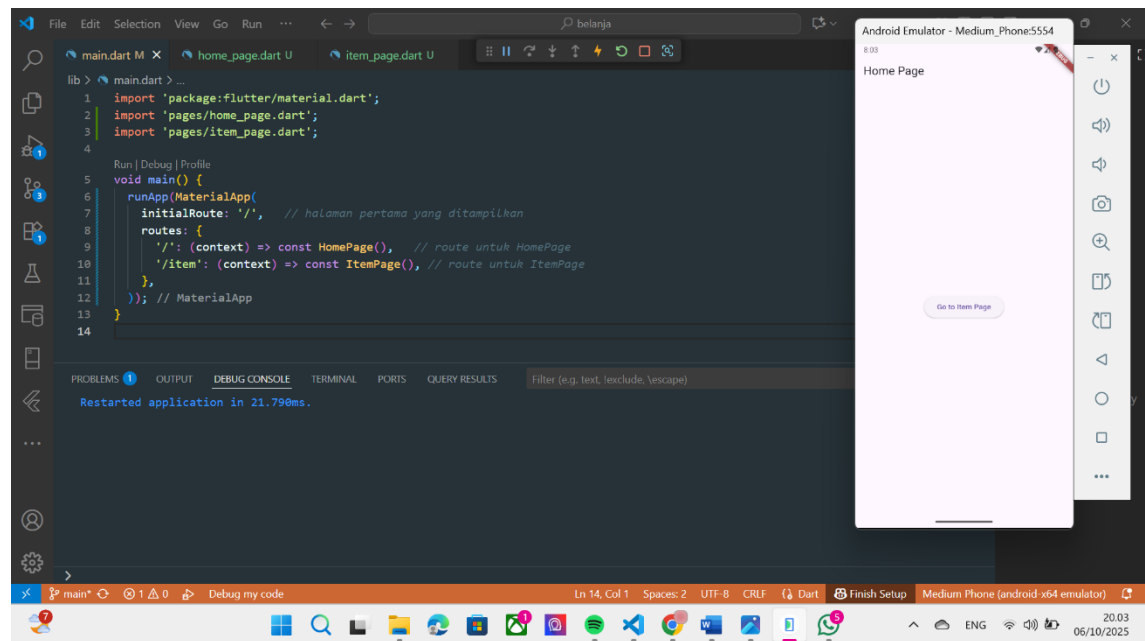 File Edit Selection View Go Run ··· ← → belanja
main.dart M × home_page.dart U item_page.dart U
lib > main.dart > ...
1 import 'package:flutter/material.dart';
2 import 'pages/home_page.dart';
3 import 'pages/item_page.dart';
4
Run | Debug | Profile
5 void main() {
6 runApp(MaterialApp(
7 initialRoute: '/', // halaman pertama yang ditampilkan
8 routes: {
9 '/': (context) => const HomePage(), // route untuk HomePage
10 '/item': (context) => const ItemPage(), // route untuk ItemPage
11 },
12 )); // MaterialApp
13 }
14
PROBLEMS 1 OUTPUT DEBUG CONSOLE TERMINAL PORTS QUERY RESULTS Filter (e.g. text, !exclude, \escape)
Restarted application in 21.790ms.
>
Android Emulator - Medium_Phone:5554
8:03
Home Page
Go to Item Page
1
3
1
main* 1 0 Debug my code Ln 14, Col 1 Spaces: 2 UTF-8 CRLF Dart Finish Setup Medium Phone (android-x64 emulator)
7 5 ENG 20.03
06/10/2025